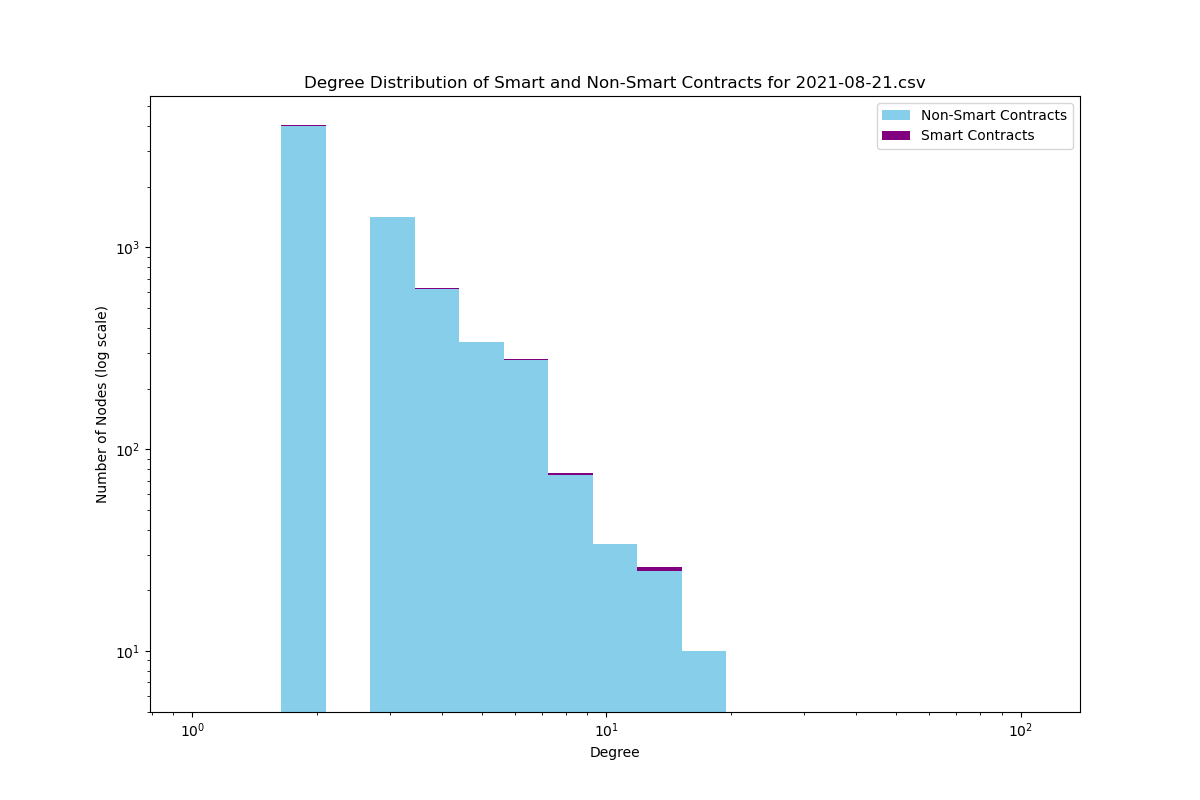 Degree Distribution of Smart and Non-Smart Contracts for 2021-08-21.csv
Non-Smart Contracts
Smart Contracts
Number of Nodes (log scale)
10³
10²
10¹
10⁰ 10¹ 10²
Degree